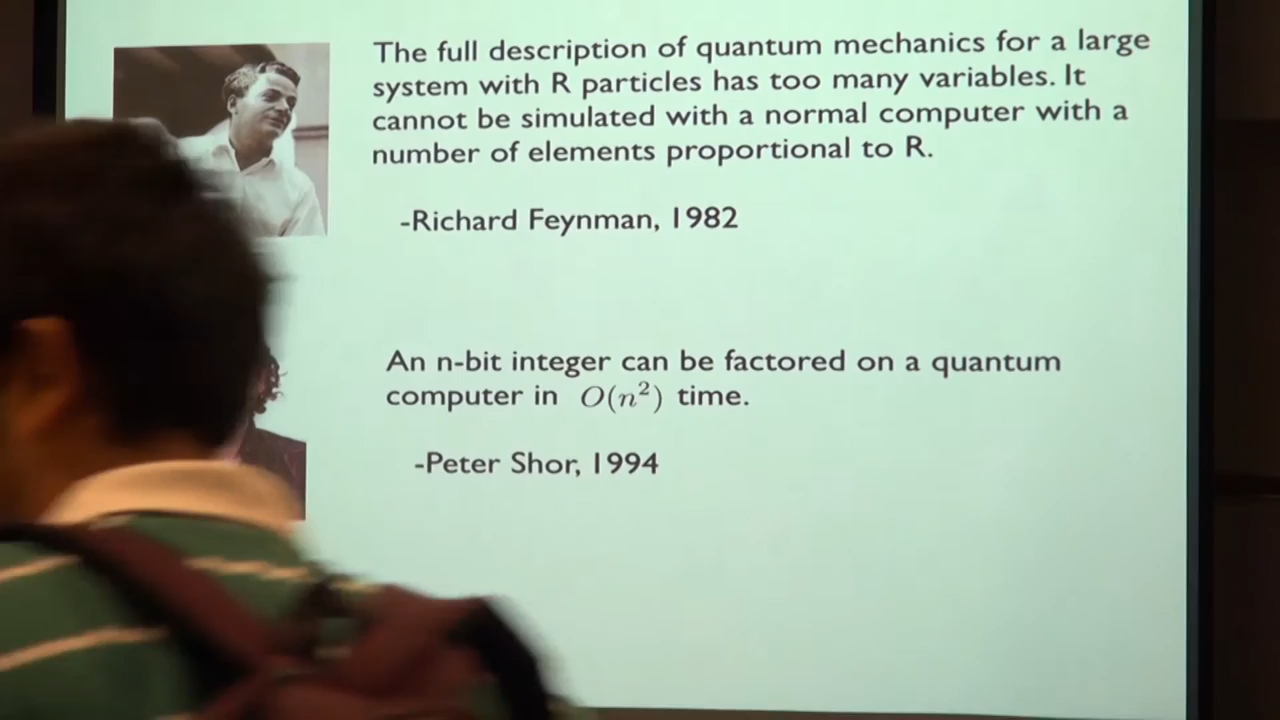 The full description of quantum mechanics for a large
system with R particles has too many variables. It
cannot be simulated with a normal computer with a
number of elements proportional to R.
-Richard Feynman, 1982
An n-bit integer can be factored on a quantum
computer in O(n²) time.
-Peter Shor, 1994